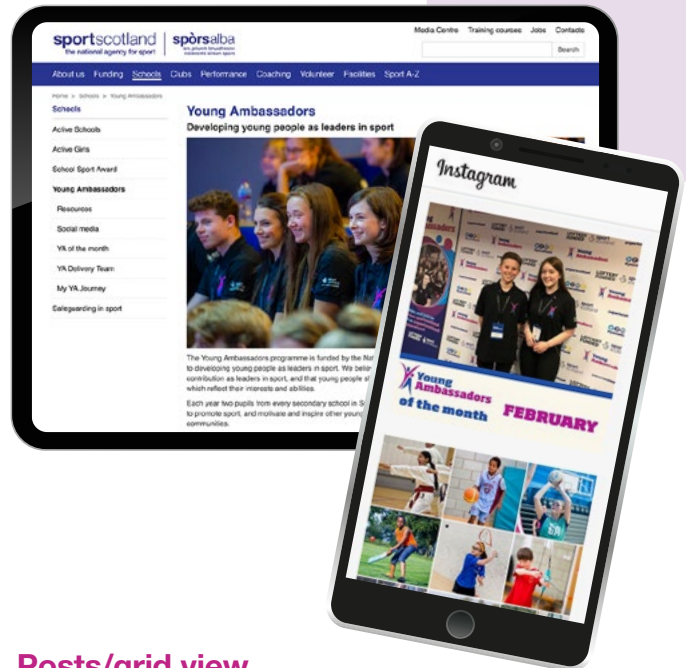 sportscotland
the national agency for sport
spòrsalba
Media Centre Training courses Jobs Contacts
Search
About us Funding Schools Clubs Performance Coaching Volunteer Facilities Sport A-Z
Home > Schools > Young Ambassadors
Schools
Active Schools
Active Girls
School Sport Award
Young Ambassadors
Resources
Social media
YA of the month
YA Delivery Team
My YA Journey
Safeguarding in sport
Young Ambassadors
Developing young people as leaders in sport
The Young Ambassadors programme is funded by the Nat
to developing young people as leaders in sport. We believ
contribution as leaders in sport, and that young people s
which reflect their interests and abilities.
Each year two pupils from every secondary school in S
to promote sport, and motivate and inspire other young
communities.
Instagram
Young
Ambassadors
LOTTERY FUNDED
Young
Ambassadors
of the month FEBRUARY
Posts/grid view